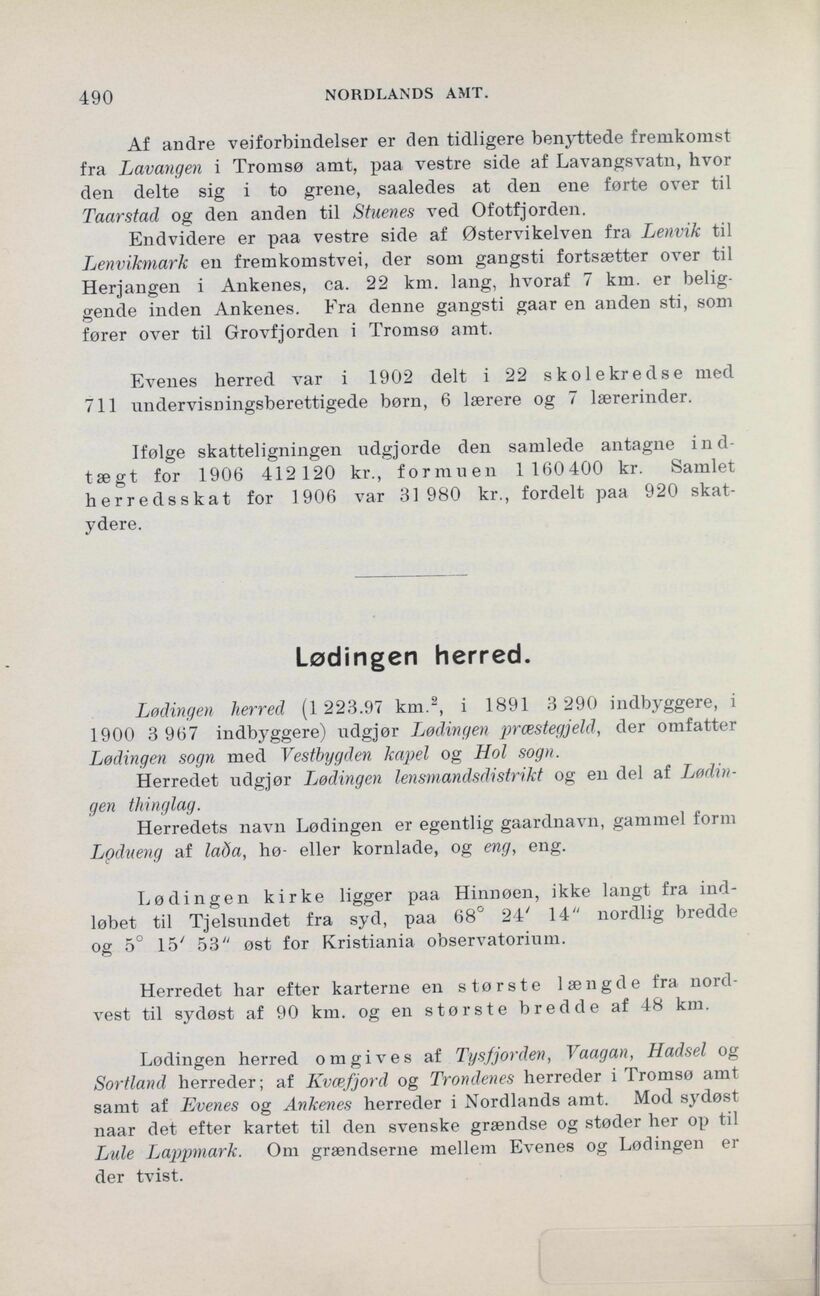 490
NORDLANDS AMT.
Af andre veiforbindelser er den tidligere benyttede fremkomst
fra Lavangen i Tromsø amt, paa vestre side af Lavangsvatn, hvor
den delte sig i to grene, saaledes at den ene førte over til
Taarstad og den anden til Stuenes ved Ofotfjorden.
Endvidere er paa vestre side af Østervikelven fra Lenvik til
Lenvikmark en fremkomstvei, der som gangsti fortsætter over til
Herjangen i Ankenes, ca. 22 km. lang, hvoraf 7 km. er belig-
gende inden Ankenes. Fra denne gangsti gaar en anden sti, som
fører over til Grovfjorden i Tromsø amt.
Evenes herred var i 1902 delt i 22 skolekredse med
711 undervisningsberettigede børn, 6 lærere og 7 lærerinder.
Ifølge skatteligningen udgjorde den samlede antagne ind-
tægt for 1906 412 120 kr., formuen 1 160 400 kr. Samlet
herredsskat for 1906 var 31 980 kr., fordelt paa 920 skat-
ydere.
Lødingen herred.
Lødingen herred (1 223.97 km.², i 1891 3 290 indbyggere, i
1900 3 967 indbyggere) udgjør Lødingen præstegjeld, der omfatter
Lødingen sogn med Vestbygden kapel og Hol sogn.
Herredet udgjør Lødingen lensmandsdistrikt og en del af Lødin-
gen thinglag.
Herredets navn Lødingen er egentlig gaardnavn, gammel form
Lǫdueng af laða, hø- eller kornlade, og eng, eng.
Lødingen kirke ligger paa Hinnøen, ikke langt fra ind-
løbet til Tjelsundet fra syd, paa 68° 24′ 14″ nordlig bredde
og 5° 15′ 53″ øst for Kristiania observatorium.
Herredet har efter karterne en største længde fra nord-
vest til sydøst af 90 km. og en største bredde af 48 km.
Lødingen herred omgives af Tysfjorden, Vaagan, Hadsel og
Sortland herreder; af Kvæfjord og Trondenes herreder i Tromsø amt
samt af Evenes og Ankenes herreder i Nordlands amt. Mod sydøst
naar det efter kartet til den svenske grændse og støder her op til
Lule Lappmark. Om grændserne mellem Evenes og Lødingen er
der tvist.